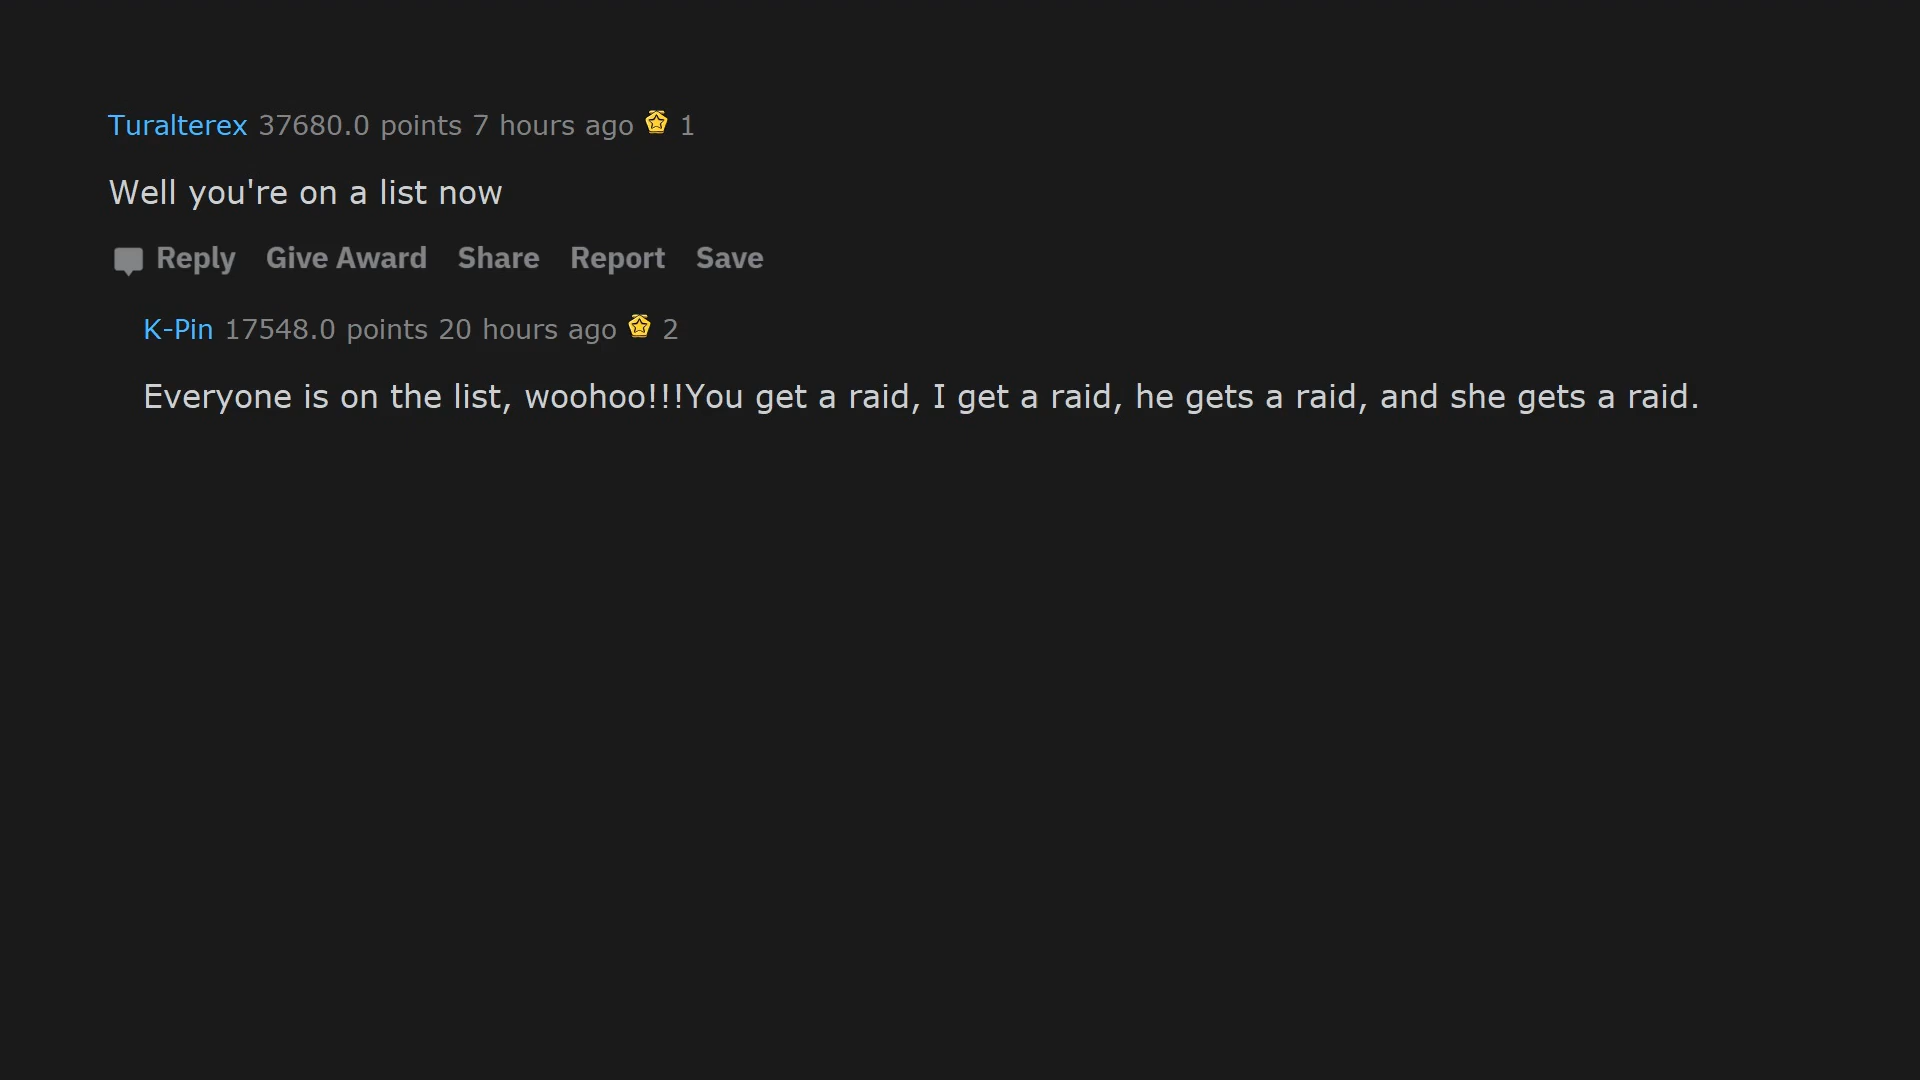 Turalterex 37680.0 points 7 hours ago 1
Well you're on a list now
Reply Give Award Share Report Save
K-Pin 17548.0 points 20 hours ago 2
Everyone is on the list, woohoo!!!You get a raid, I get a raid, he gets a raid, and she gets a raid.